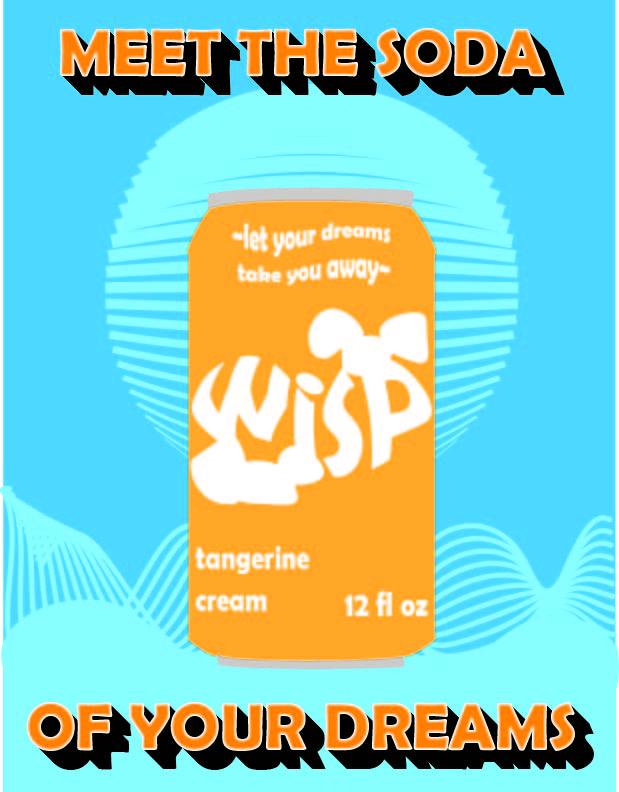 MEET THE SODA
~let your dreams
take you away~
wisp
tangerine
cream
12 fl oz
OF YOUR DREAMS